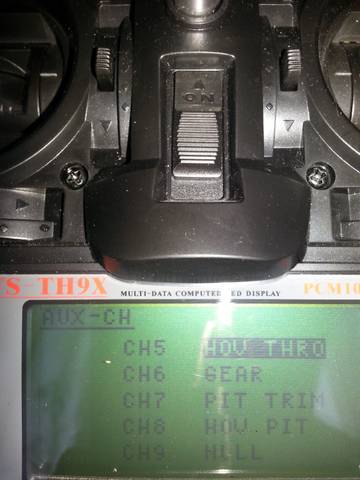 ON
CS-TH9X MULTI-DATA COMPUTERIZED DISPLAY PCM10
AUX-CH
CH5 HOV THRO
CH6 GEAR
CH7 PIT TRIM
CH8 HOV PIT
CH9 NULL